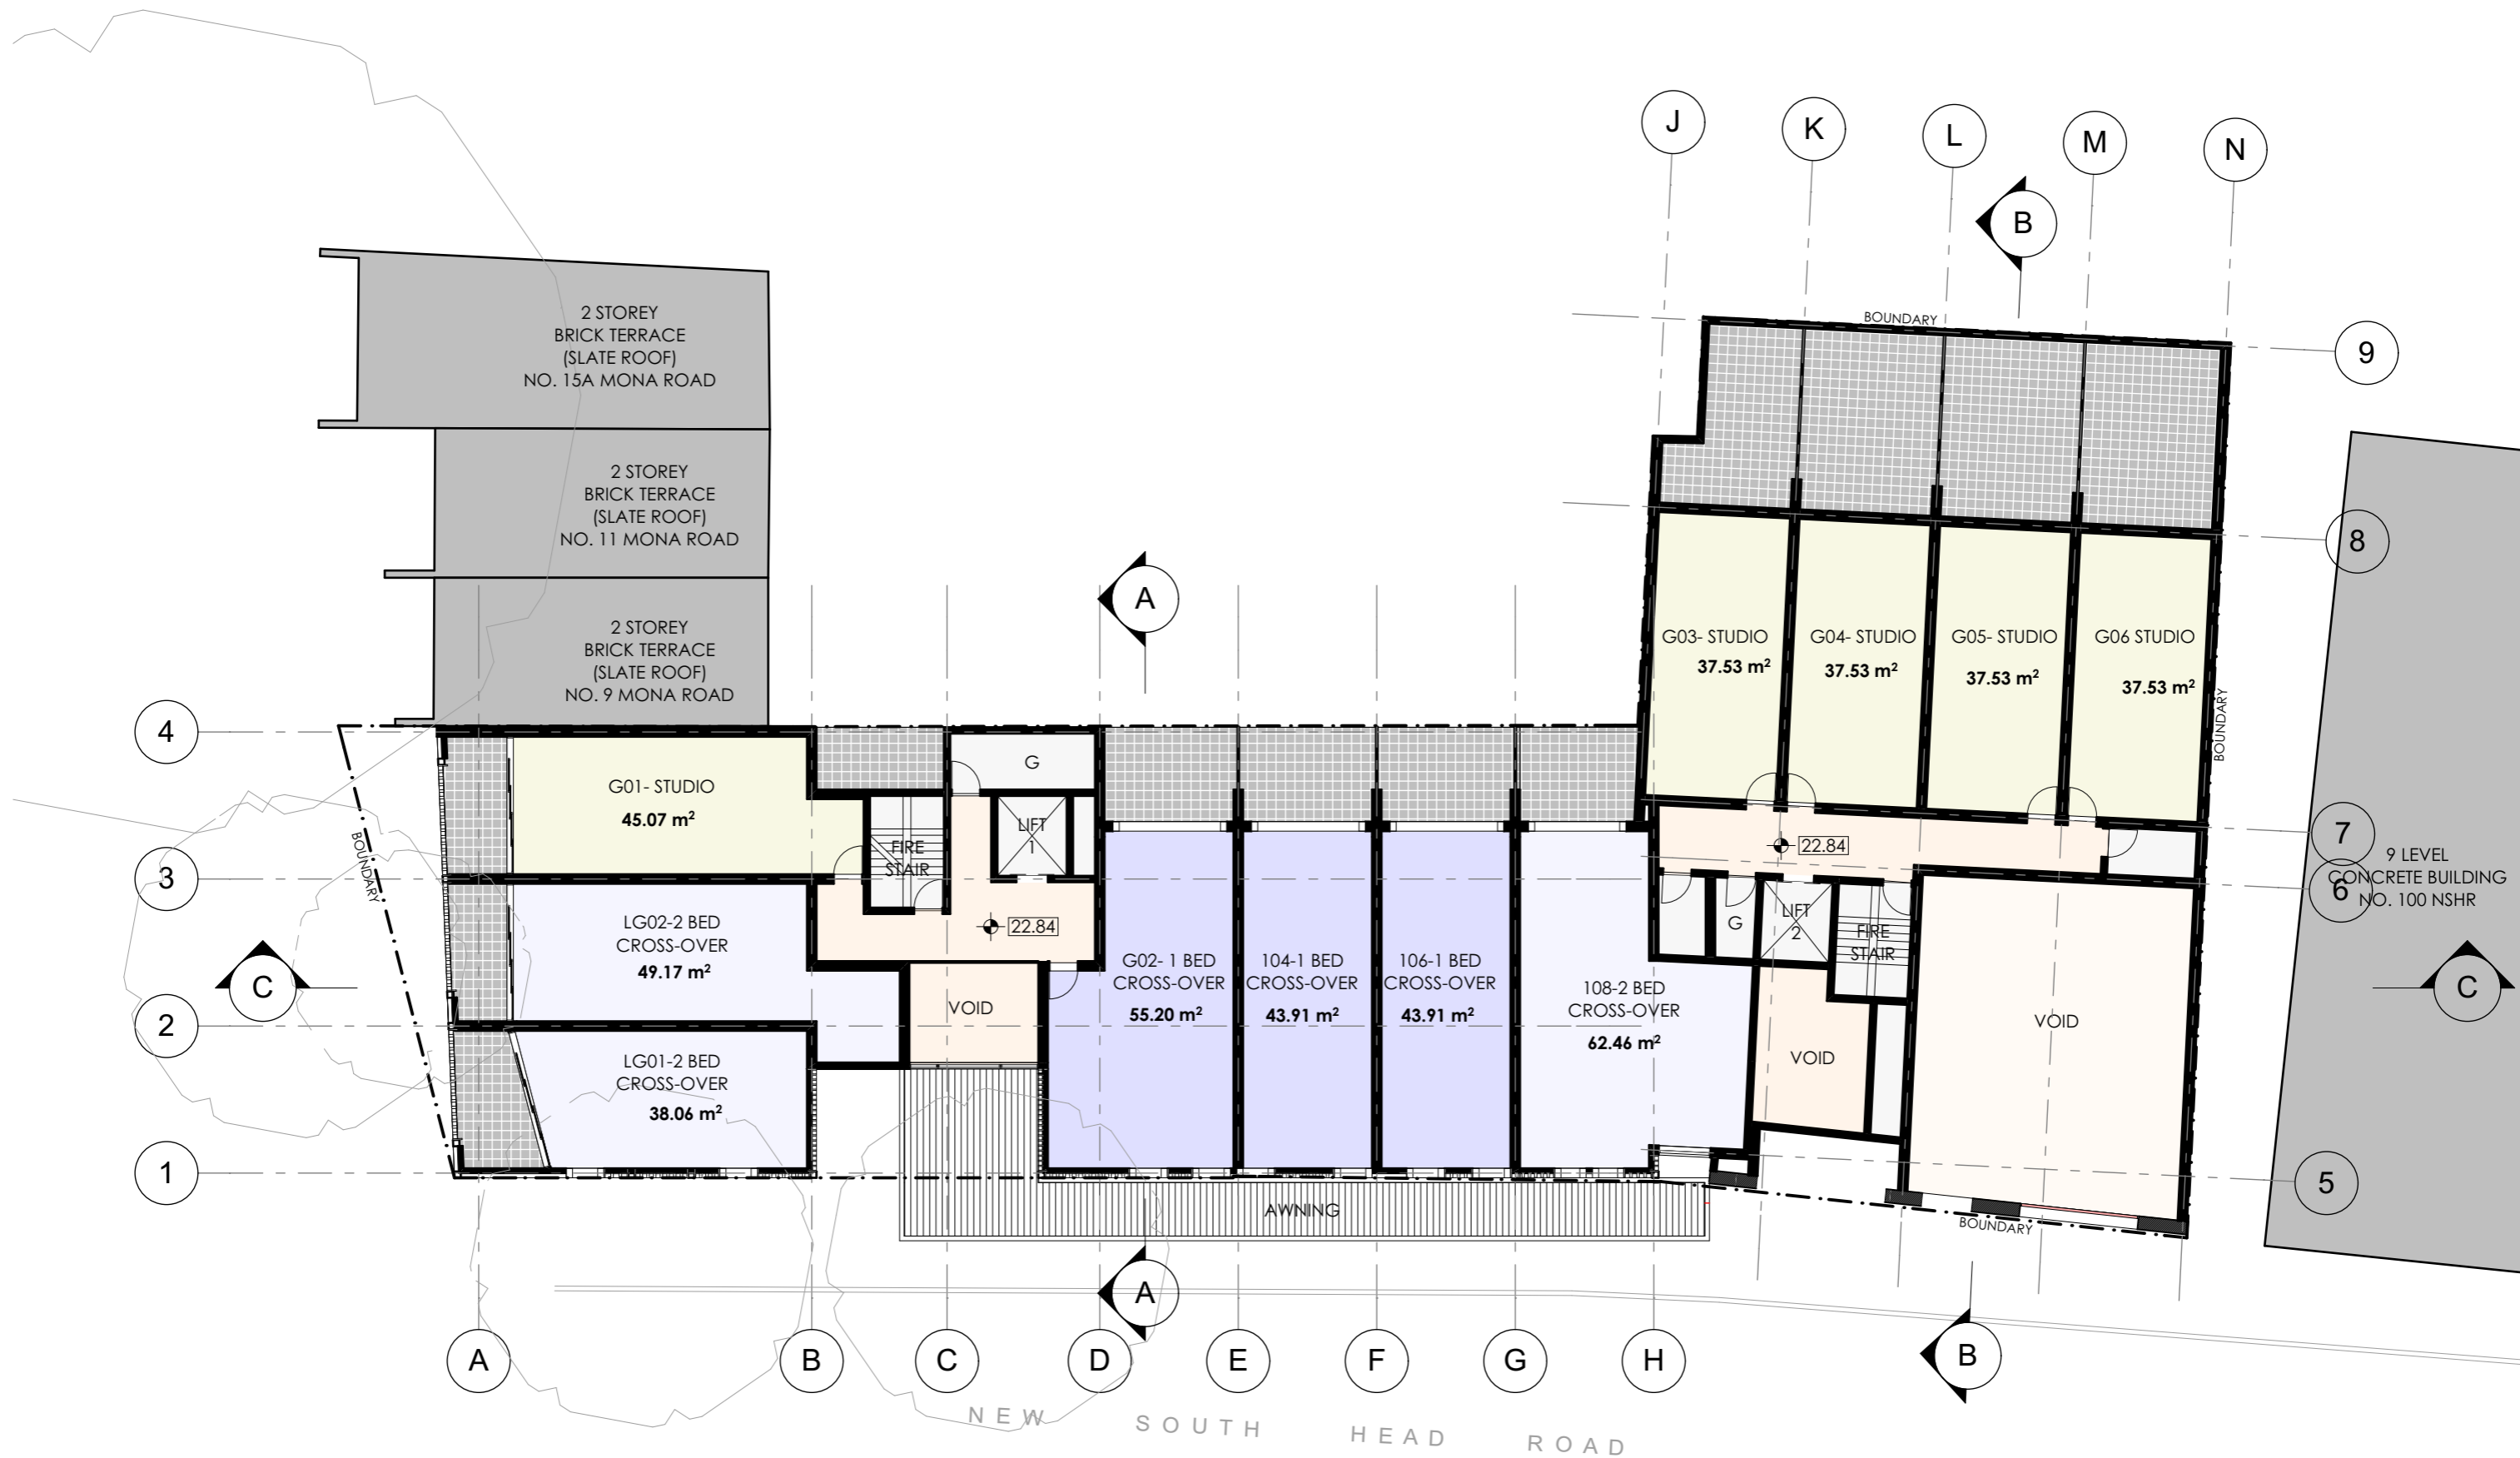 J
K
L
M
N
B
BOUNDARY
9
2 STOREY
BRICK TERRACE
(SLATE ROOF)
NO. 15A MONA ROAD
2 STOREY
BRICK TERRACE
(SLATE ROOF)
NO. 11 MONA ROAD
8
A
2 STOREY
BRICK TERRACE
(SLATE ROOF)
NO. 9 MONA ROAD
G03- STUDIO
37.53 m²
G04- STUDIO
37.53 m²
G05- STUDIO
37.53 m²
G06 STUDIO
37.53 m²
BOUNDARY
4
G01- STUDIO
45.07 m²
G
LIFT
1
FIRE
STAIR
22.84
7
BOUNDARY
3
9 LEVEL
CONCRETE BUILDING
NO. 100 NSHR
6
LG02-2 BED
CROSS-OVER
49.17 m²
22.84
G
LIFT
2
FIRE
STAIR
C
VOID
G02- 1 BED
CROSS-OVER
55.20 m²
104-1 BED
CROSS-OVER
43.91 m²
106-1 BED
CROSS-OVER
43.91 m²
108-2 BED
CROSS-OVER
62.46 m²
VOID
VOID
C
2
LG01-2 BED
CROSS-OVER
38.06 m²
1
5
AWNING
BOUNDARY
A
B
A
B
C
D
E
F
G
H
NEW SOUTH HEAD ROAD